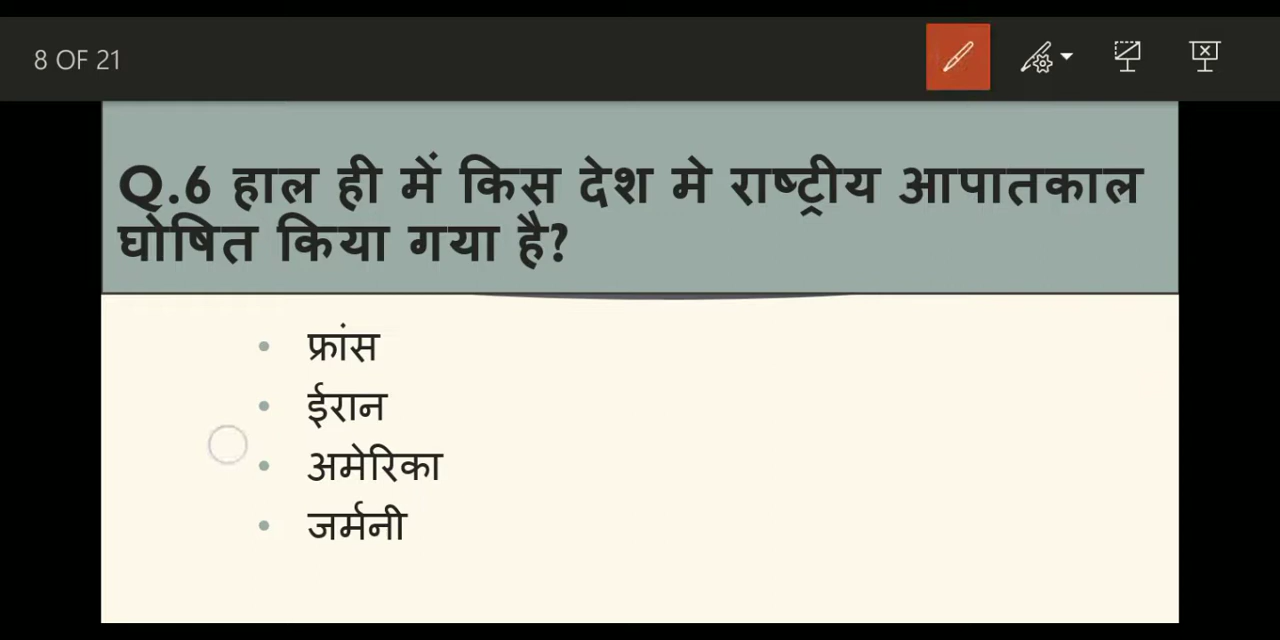 8 OF 21
Q.6 हाल ही में किस देश मे राष्ट्रीय आपातकाल
घोषित किया गया है?
• फ्रांस
• ईरान
• अमेरिका
• जर्मनी